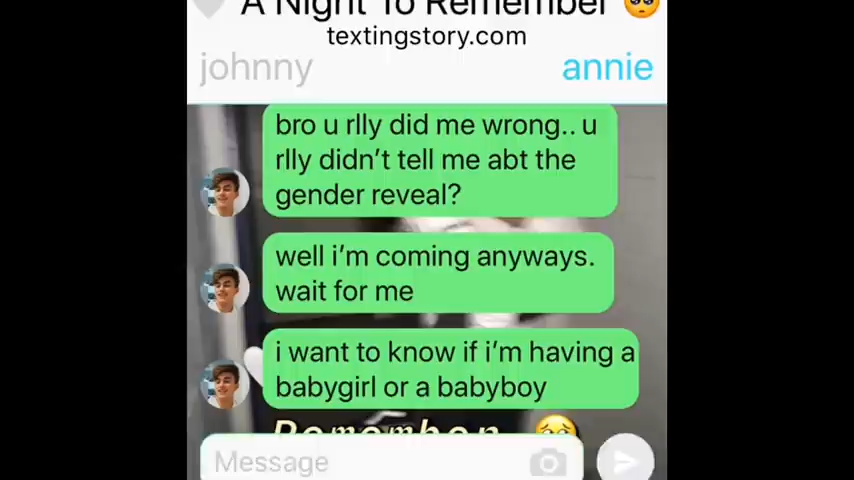 A Night To Remember 🥺
textingstory.com
johnny
annie
bro u rlly did me wrong.. u
rlly didn't tell me abt the
gender reveal?
well i'm coming anyways.
wait for me
i want to know if i'm having a
babygirl or a babyboy
Remember 🥺
Message